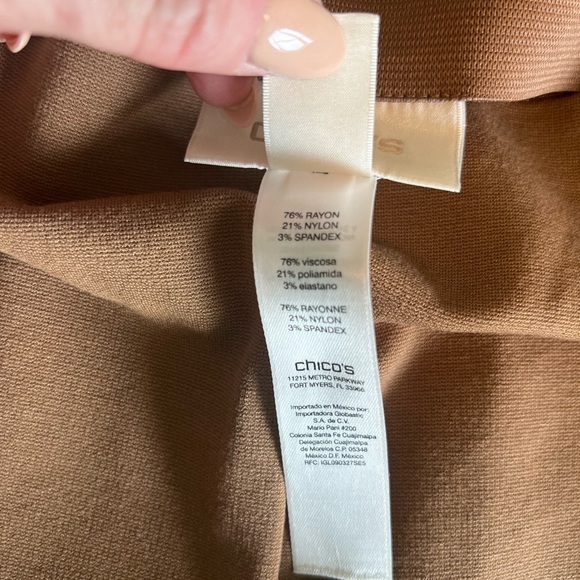 76% RAYON
21% NYLON
3% SPANDEX
76% viscosa
21% poliamida
3% elastano
76% RAYONNE
21% NYLON
3% SPANDEX
chico's
11215 METRO PARKWAY
FORT MYERS, FL 33966
Importado en México por:
Importadora Globastic
S.A. de C.V.
Mario Pani #200
Colonia Santa Fe Cuajimalpa
Delegación Cuajimalpa
de Morelos C.P. 05348
México D.F. México
RFC: IGL090327SE5